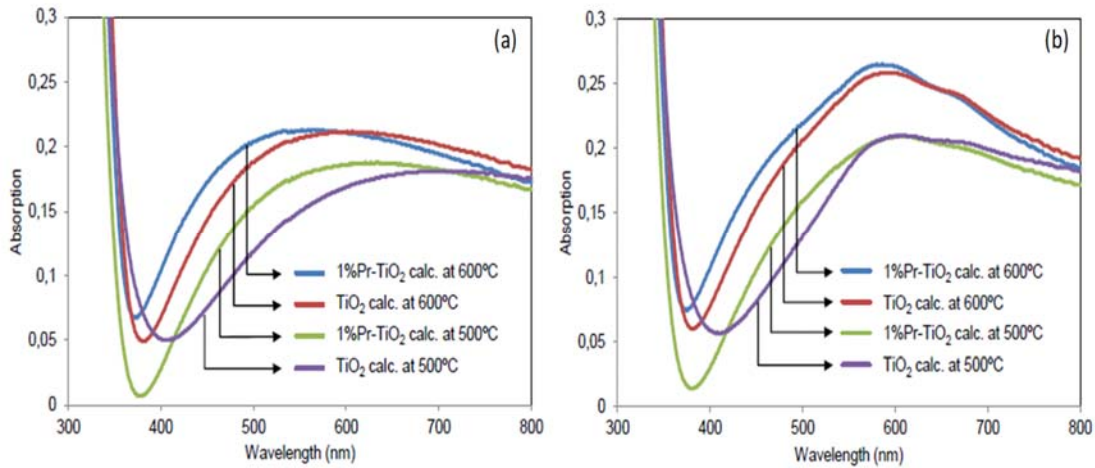 (a)
0,3
0,25
0,2
0,15
0,1
0,05
0
Absorption
1%Pr-TiO₂ calc. at 600ºC
TiO₂ calc. at 600ºC
1%Pr-TiO₂ calc. at 500ºC
TiO₂ calc. at 500ºC
300 400 500 600 700 800
Wavelength (nm)
(b)
0,3
0,25
0,2
0,15
0,1
0,05
0
Absorption
1%Pr-TiO₂ calc. at 600ºC
TiO₂ calc. at 600ºC
1%Pr-TiO₂ calc. at 500ºC
TiO₂ calc. at 500ºC
300 400 500 600 700 800
Wavelength (nm)